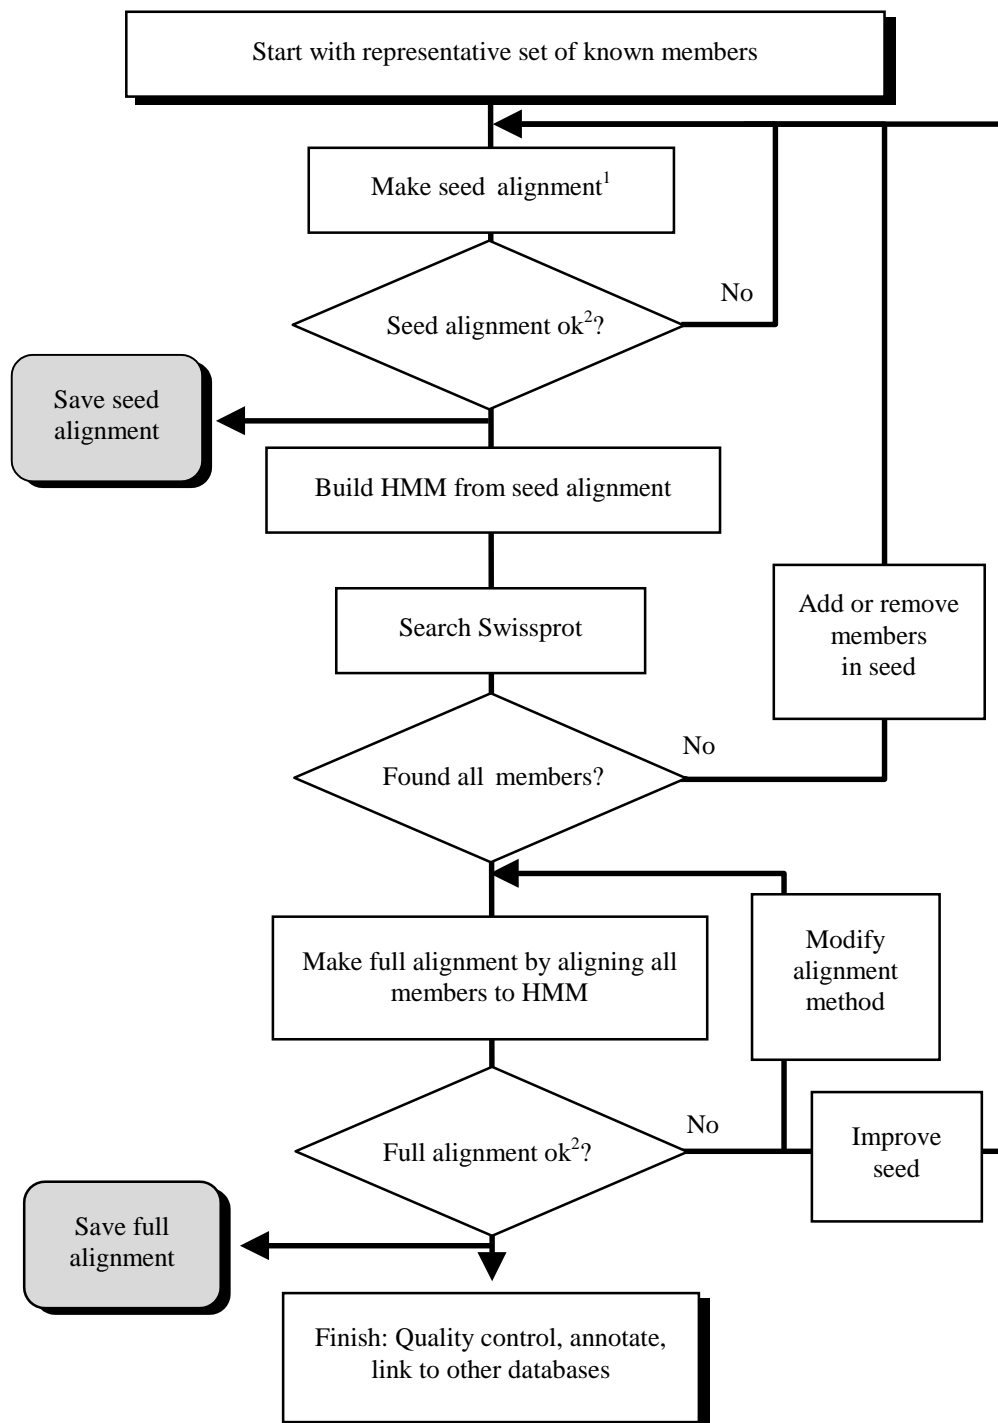 Start with representative set of known members
Make seed alignment¹
No
Seed alignment ok²?
Save seed
alignment
Build HMM from seed alignment
Search Swissprot
Add or remove
members
in seed
No
Found all members?
Modify
alignment
method
Make full alignment by aligning all
members to HMM
No
Full alignment ok²?
Improve
seed
Save full
alignment
Finish: Quality control, annotate,
link to other databases